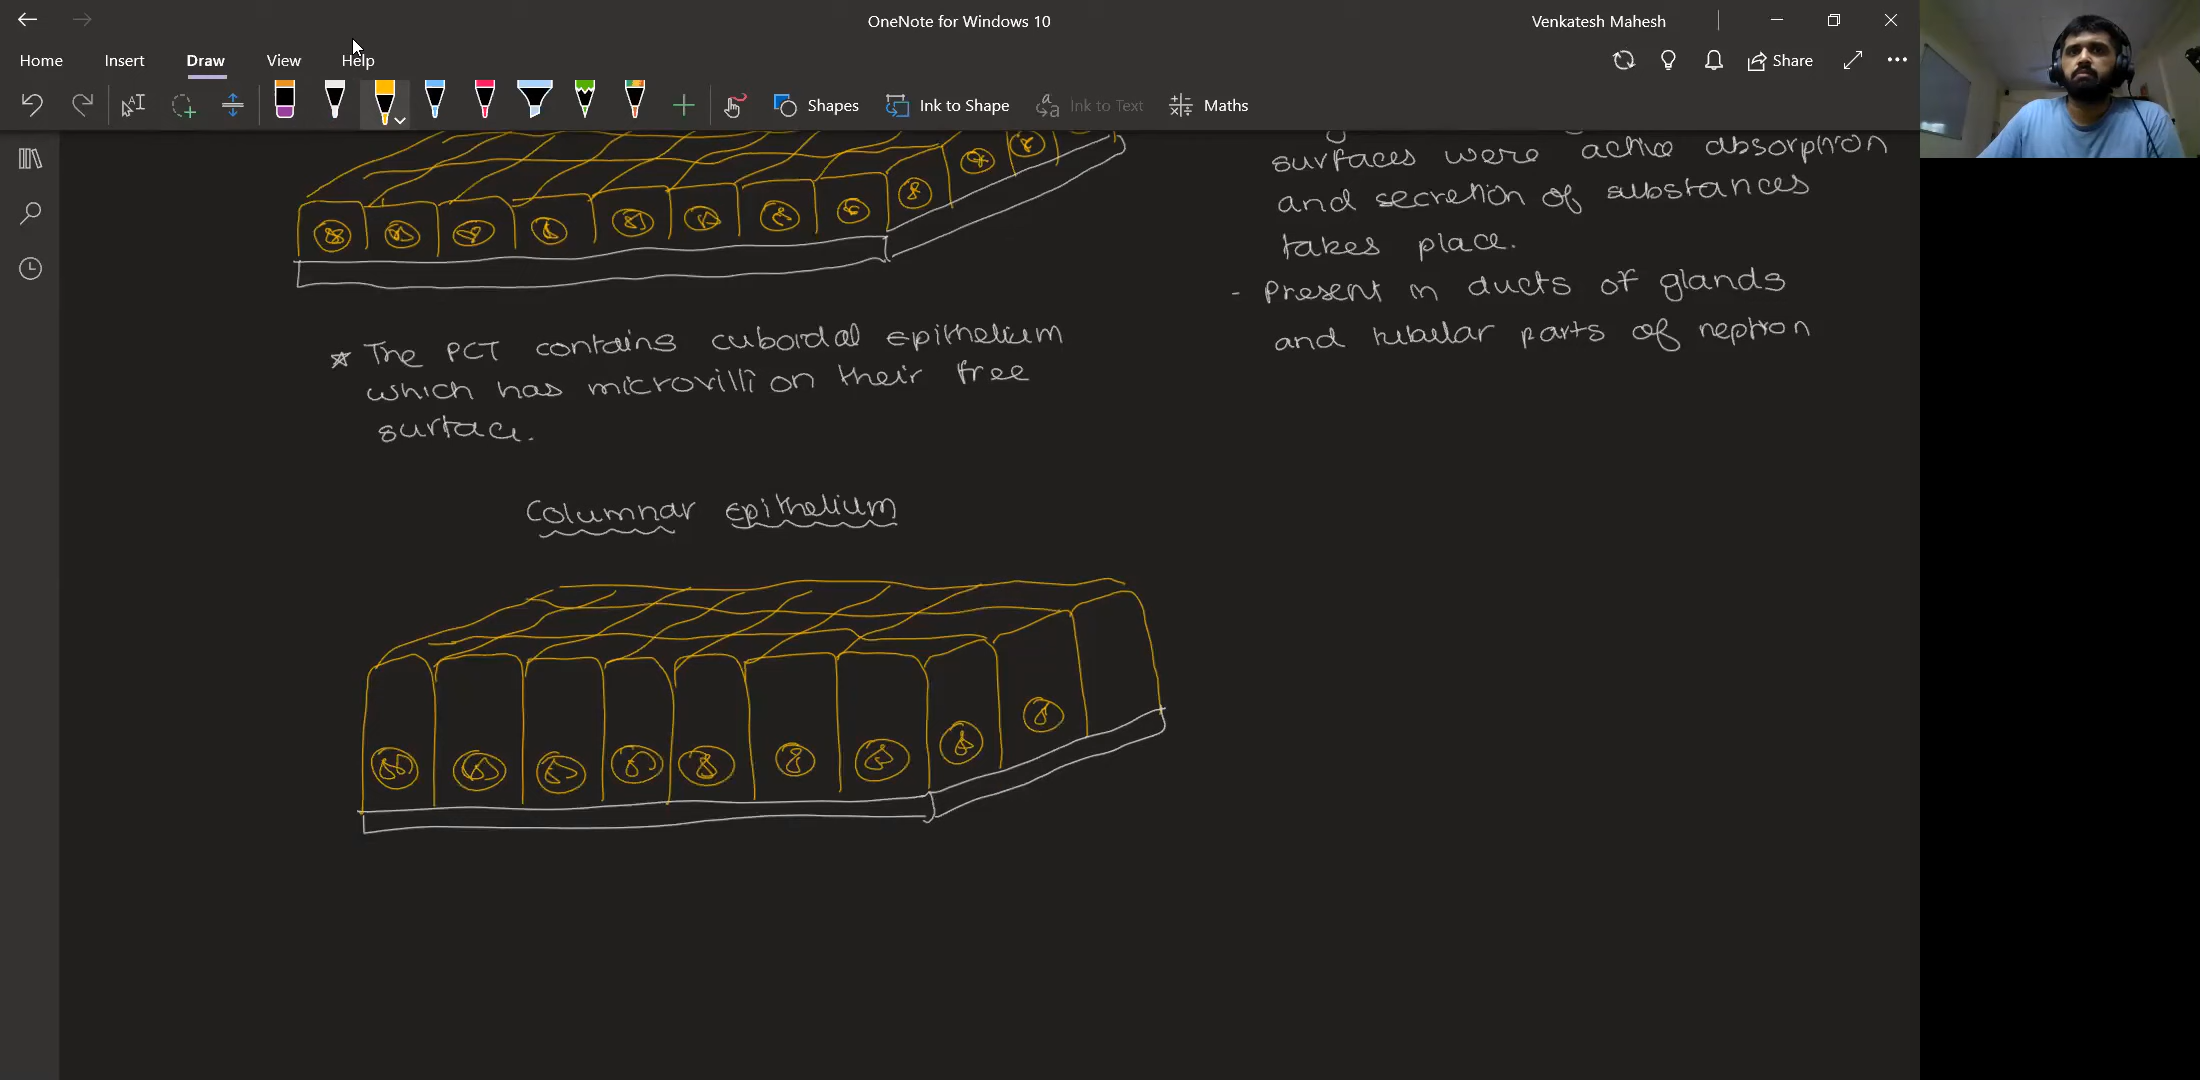 OneNote for Windows 10
Venkatesh Mahesh
Home Insert Draw View Help
Share
Shapes Ink to Shape Ink to Text Maths
surfaces were active absorption
and secretion of substances
takes place.
- Present in ducts of glands
and tubular parts of nephron
* The PCT contains cuboidal epithelium
which has microvilli on their free
surface.
Columnar Epithelium